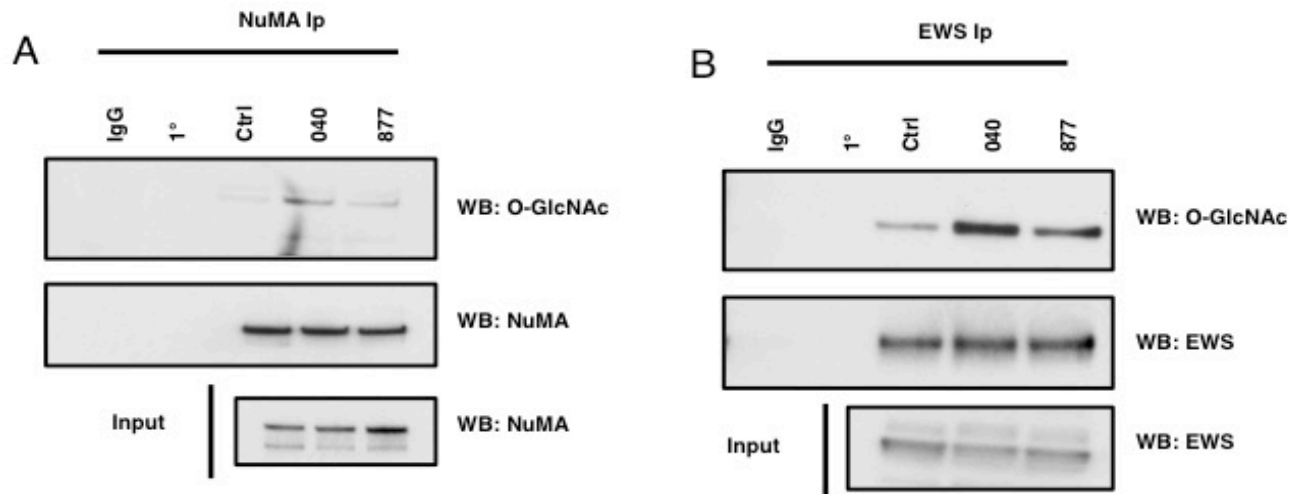 A
NuMA Ip
IgG
1°
Ctrl
040
877
WB: O-GlcNAc
WB: NuMA
Input
WB: NuMA
B
EWS Ip
IgG
1°
Ctrl
040
877
WB: O-GlcNAc
WB: EWS
Input
WB: EWS